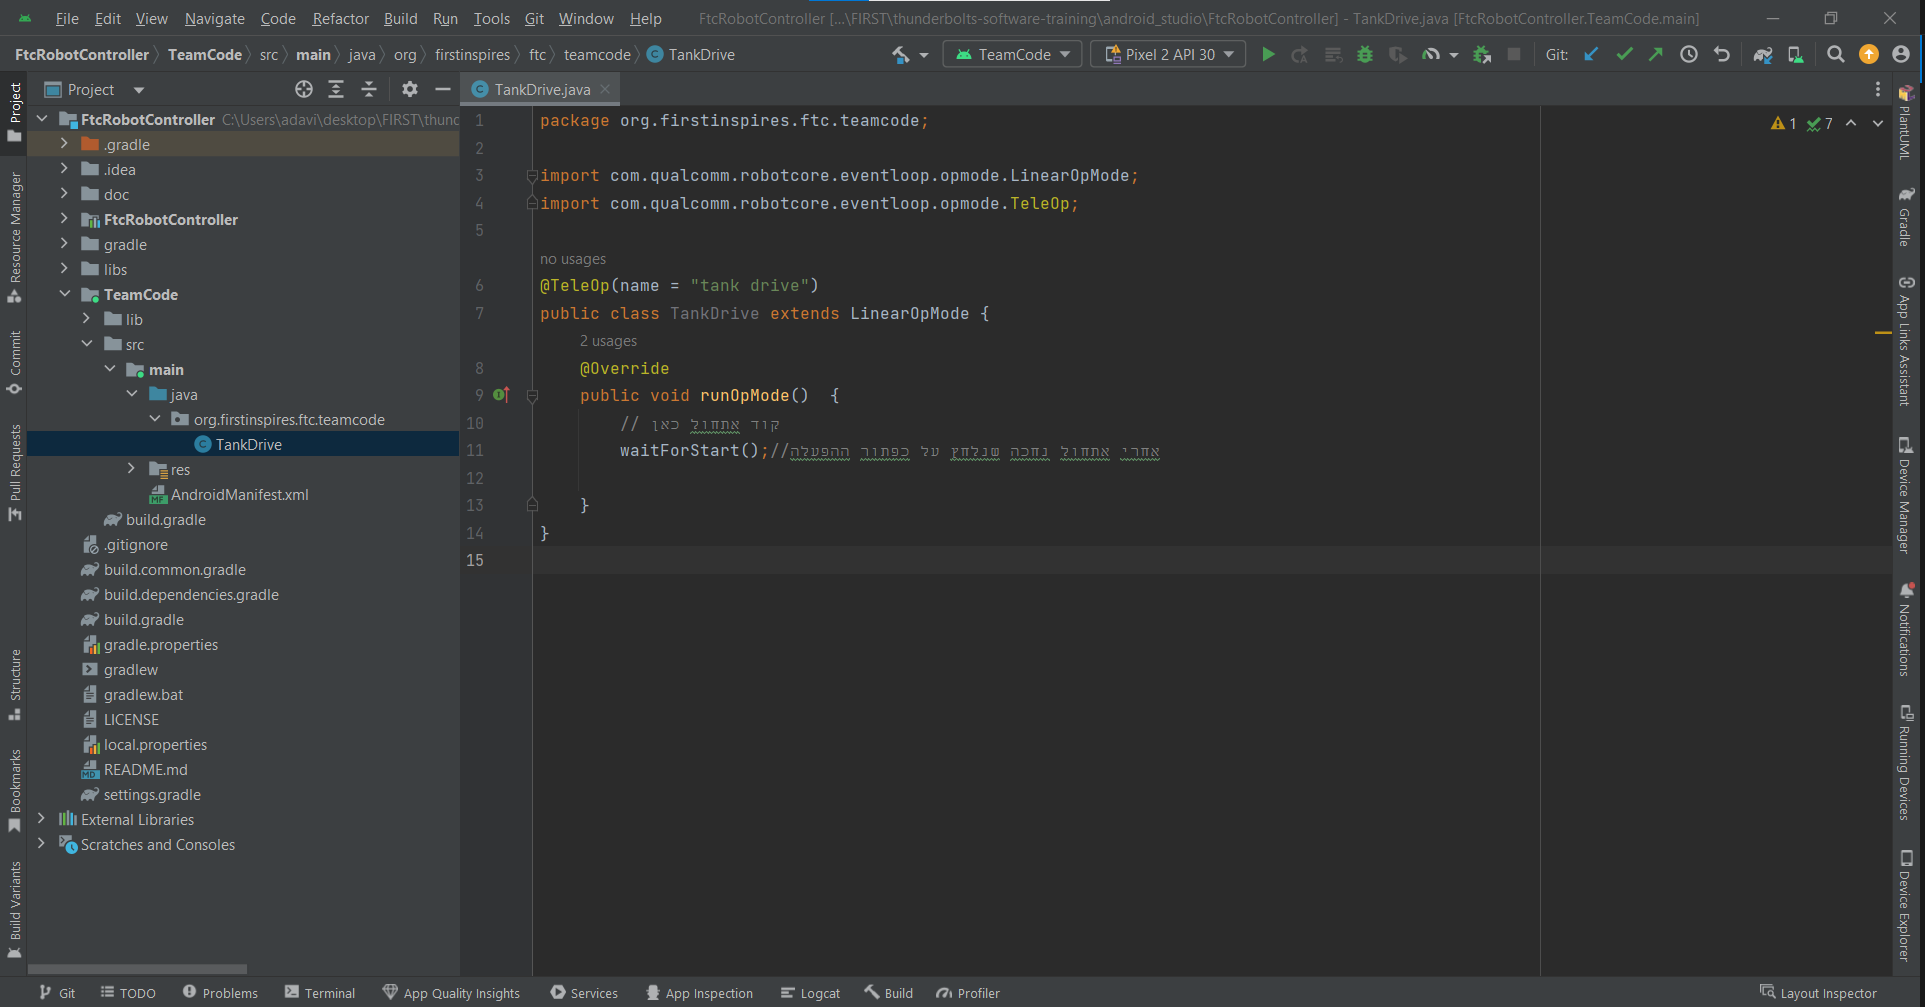 File Edit View Navigate Code Refactor Build Run Tools Git Window Help FtcRobotController [...\FIRST\thunderbolts-software-training\android_studio\FtcRobotController] - TankDrive.java [FtcRobotController.TeamCode.main]
FtcRobotController TeamCode src main java org firstinspires ftc teamcode TankDrive TeamCode Pixel 2 API 30 Git:
Project
TankDrive.java
FtcRobotController C:\Users\adavi\desktop\FIRST\thunc
.gradle
.idea
doc
FtcRobotController
gradle
libs
TeamCode
lib
src
main
java
org.firstinspires.ftc.teamcode
TankDrive
res
AndroidManifest.xml
build.gradle
.gitignore
build.common.gradle
build.dependencies.gradle
build.gradle
gradle.properties
gradlew
gradlew.bat
LICENSE
local.properties
README.md
settings.gradle
External Libraries
Scratches and Consoles
1 package org.firstinspires.ftc.teamcode;
2
3 import com.qualcomm.robotcore.eventloop.opmode.LinearOpMode;
4 import com.qualcomm.robotcore.eventloop.opmode.TeleOp;
5
no usages
6 @TeleOp(name = "tank drive")
7 public class TankDrive extends LinearOpMode {
2 usages
8 @Override
9 public void runOpMode() {
10 // קוד אתחול כאן
11 waitForStart();//אחרי אתחול נחכה שנלחץ על כפתור ההפעלה
12
13 }
14 }
15
1 7
Project
Resource Manager
Commit
Pull Requests
Structure
Bookmarks
Build Variants
PlantUML
Gradle
App Links Assistant
Device Manager
Notifications
Running Devices
Device Explorer
Git TODO Problems Terminal App Quality Insights Services App Inspection Logcat Build Profiler Layout Inspector